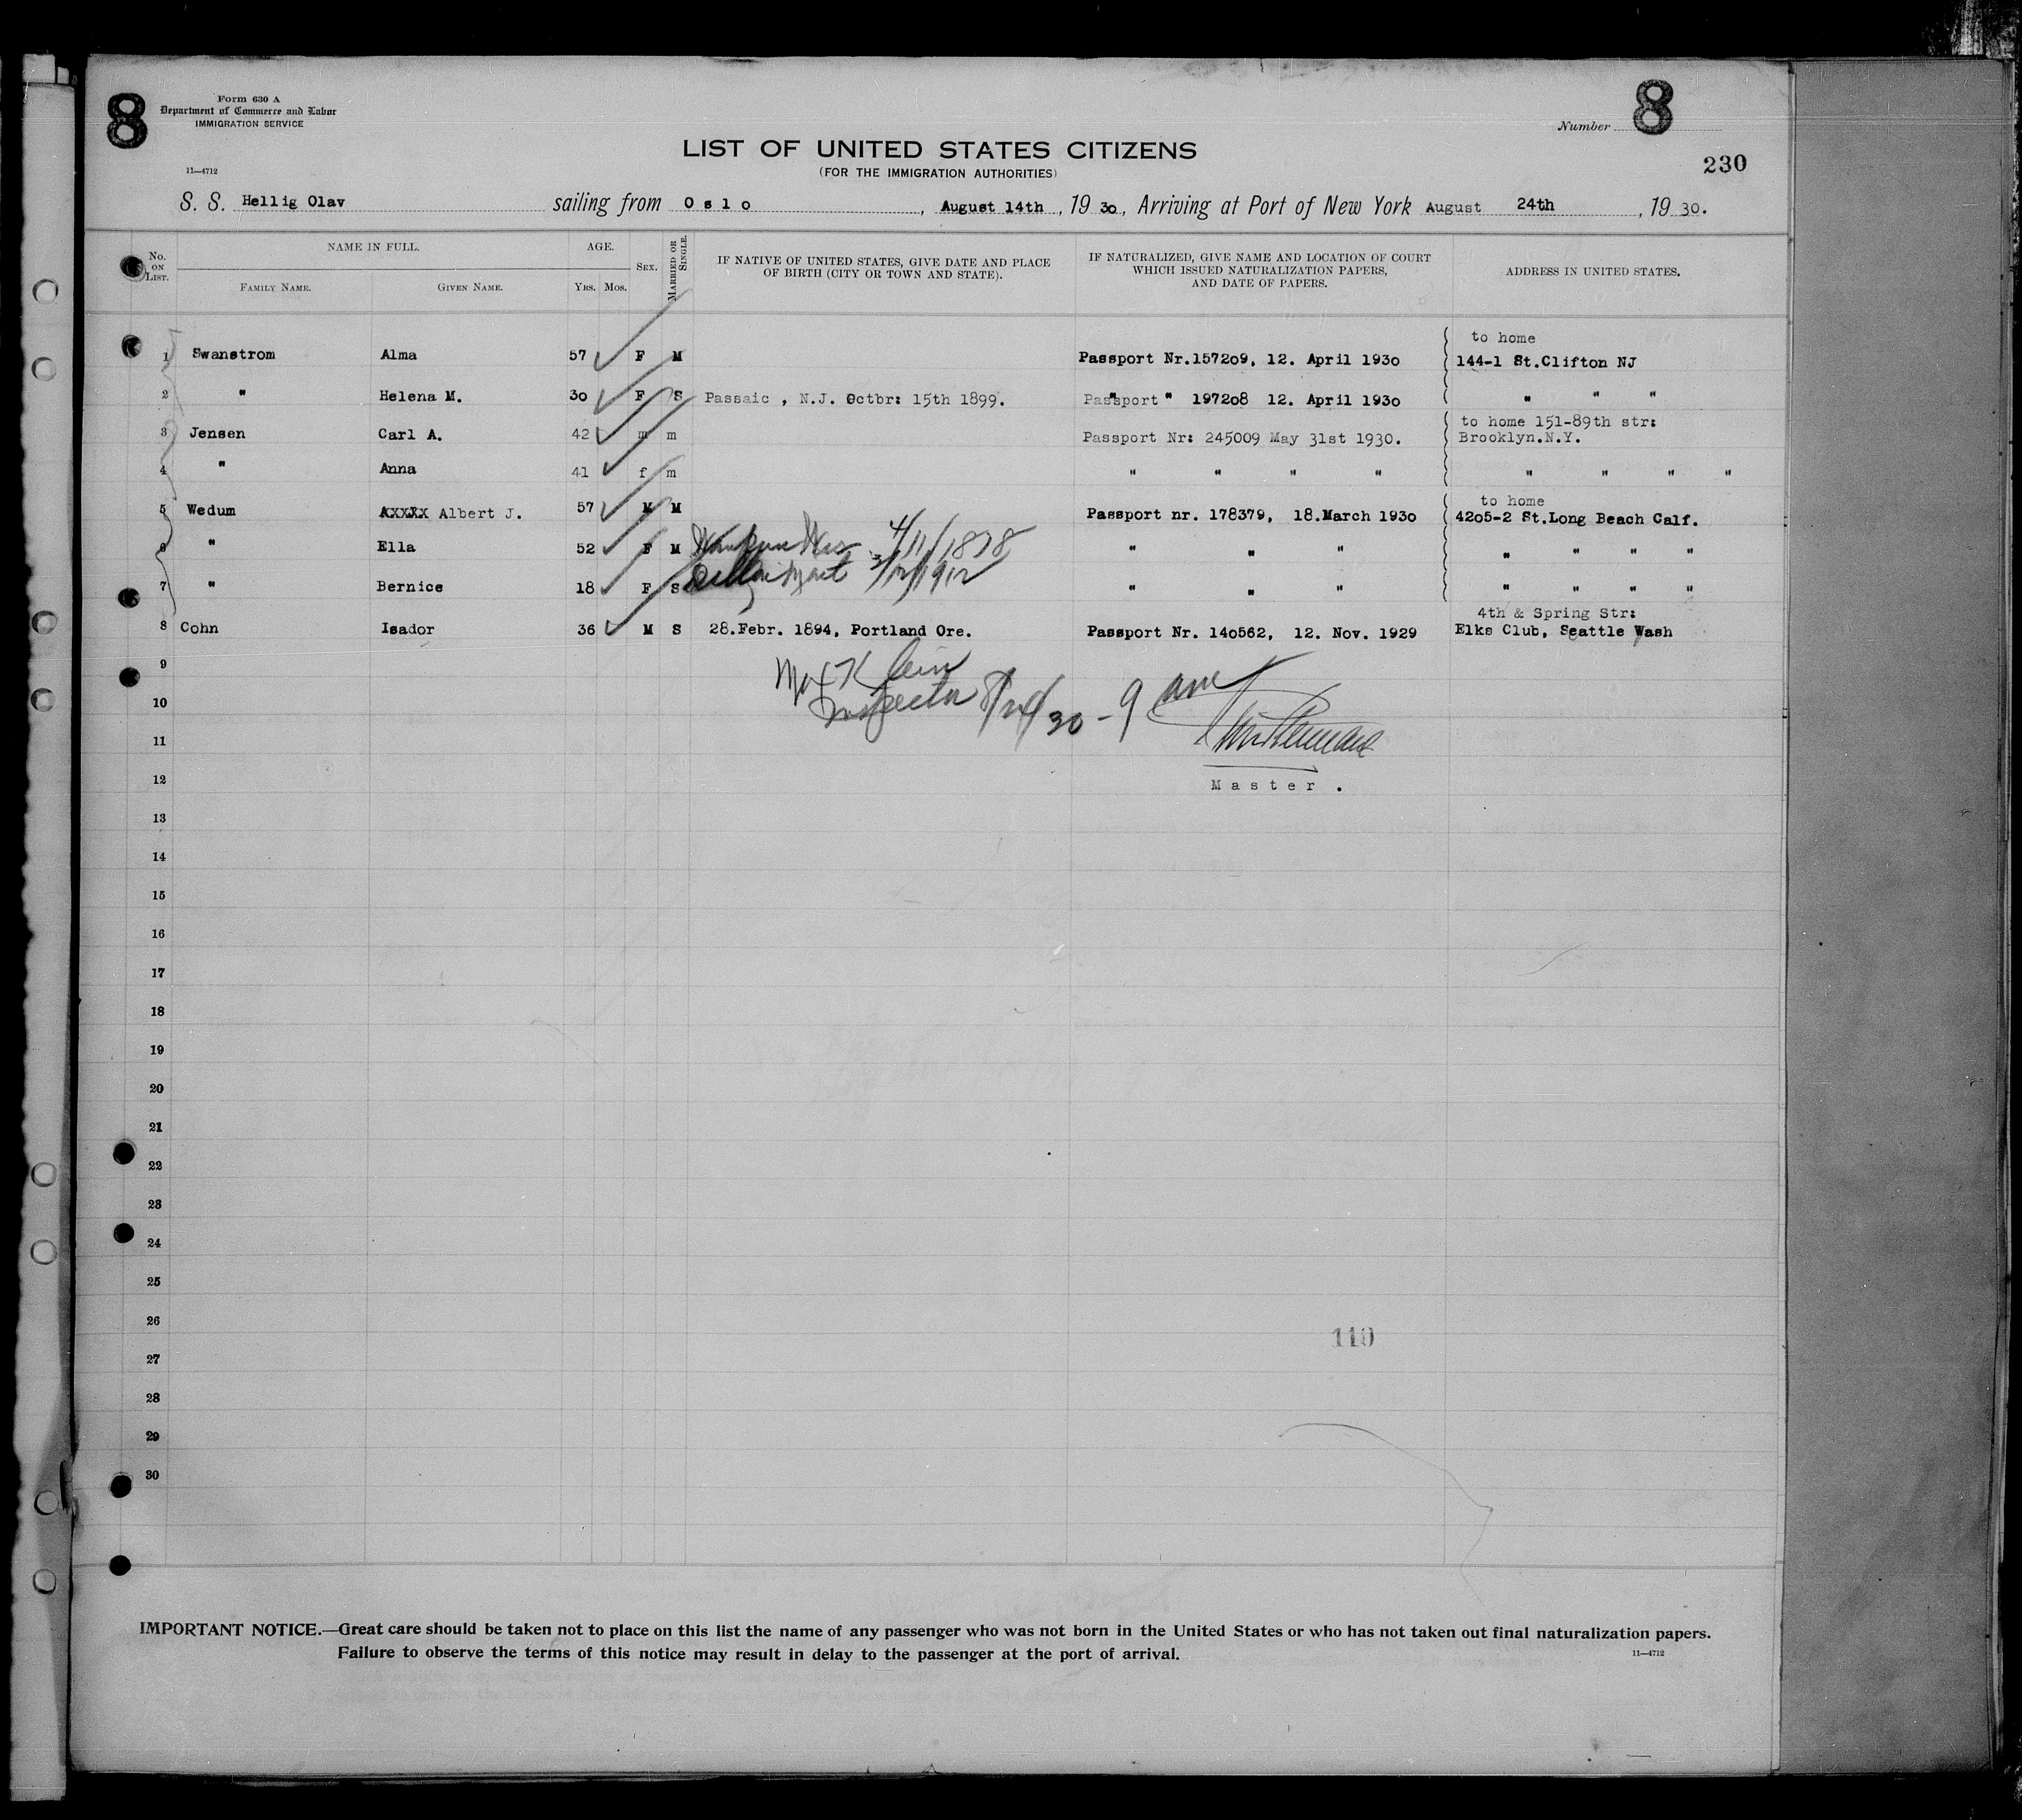 8
Form 630 A
Department of Commerce and Labor
IMMIGRATION SERVICE
Number 8
LIST OF UNITED STATES CITIZENS
(FOR THE IMMIGRATION AUTHORITIES)
230
11—4712
S. S. Hellig Olav sailing from Oslo, August 14th, 1930, Arriving at Port of New York August 24th, 1930.
No. ON LIST.
NAME IN FULL.
FAMILY NAME. GIVEN NAME.
AGE.
YRS. MOS.
SEX.
MARRIED OR SINGLE.
IF NATIVE OF UNITED STATES, GIVE DATE AND PLACE
OF BIRTH (CITY OR TOWN AND STATE).
IF NATURALIZED, GIVE NAME AND LOCATION OF COURT
WHICH ISSUED NATURALIZATION PAPERS,
AND DATE OF PAPERS.
ADDRESS IN UNITED STATES.
to home
1 Swanstrom Alma 57 F M Passport Nr.157209, 12. April 1930 144-1 St.Clifton NJ
2 " Helena M. 30 F S Passaic , N.J. Octbr: 15th 1899. Passport " 197208 12. April 1930 " " "
to home 151-89th str:
3 Jensen Carl A. 42 m m Passport Nr: 245009 May 31st 1930. Brooklyn.N.Y.
4 " Anna 41 f m " " " " " " " "
to home
5 Wedum Albert J. 57 M M Passport nr. 178379, 18.March 1930 4205-2 St.Long Beach Calf.
6 " Ella 52 F M 4/11/1878 " " " " " " "
7 " Bernice 18 F S 3/12/1912 " " " " " " "
4th & Spring Str:
8 Cohn Isador 36 M S 28.Febr. 1894, Portland Ore. Passport Nr. 140562, 12. Nov. 1929 Elks Club, Seattle Wash
9
Max Klein
10
Inspector 8/24/30 - 9 am
11
12
Master .
13
14
15
16
17
18
19
20
21
22
23
24
25
26
110
27
28
29
30
IMPORTANT NOTICE.—Great care should be taken not to place on this list the name of any passenger who was not born in the United States or who has not taken out final naturalization papers.
Failure to observe the terms of this notice may result in delay to the passenger at the port of arrival.
11—4712